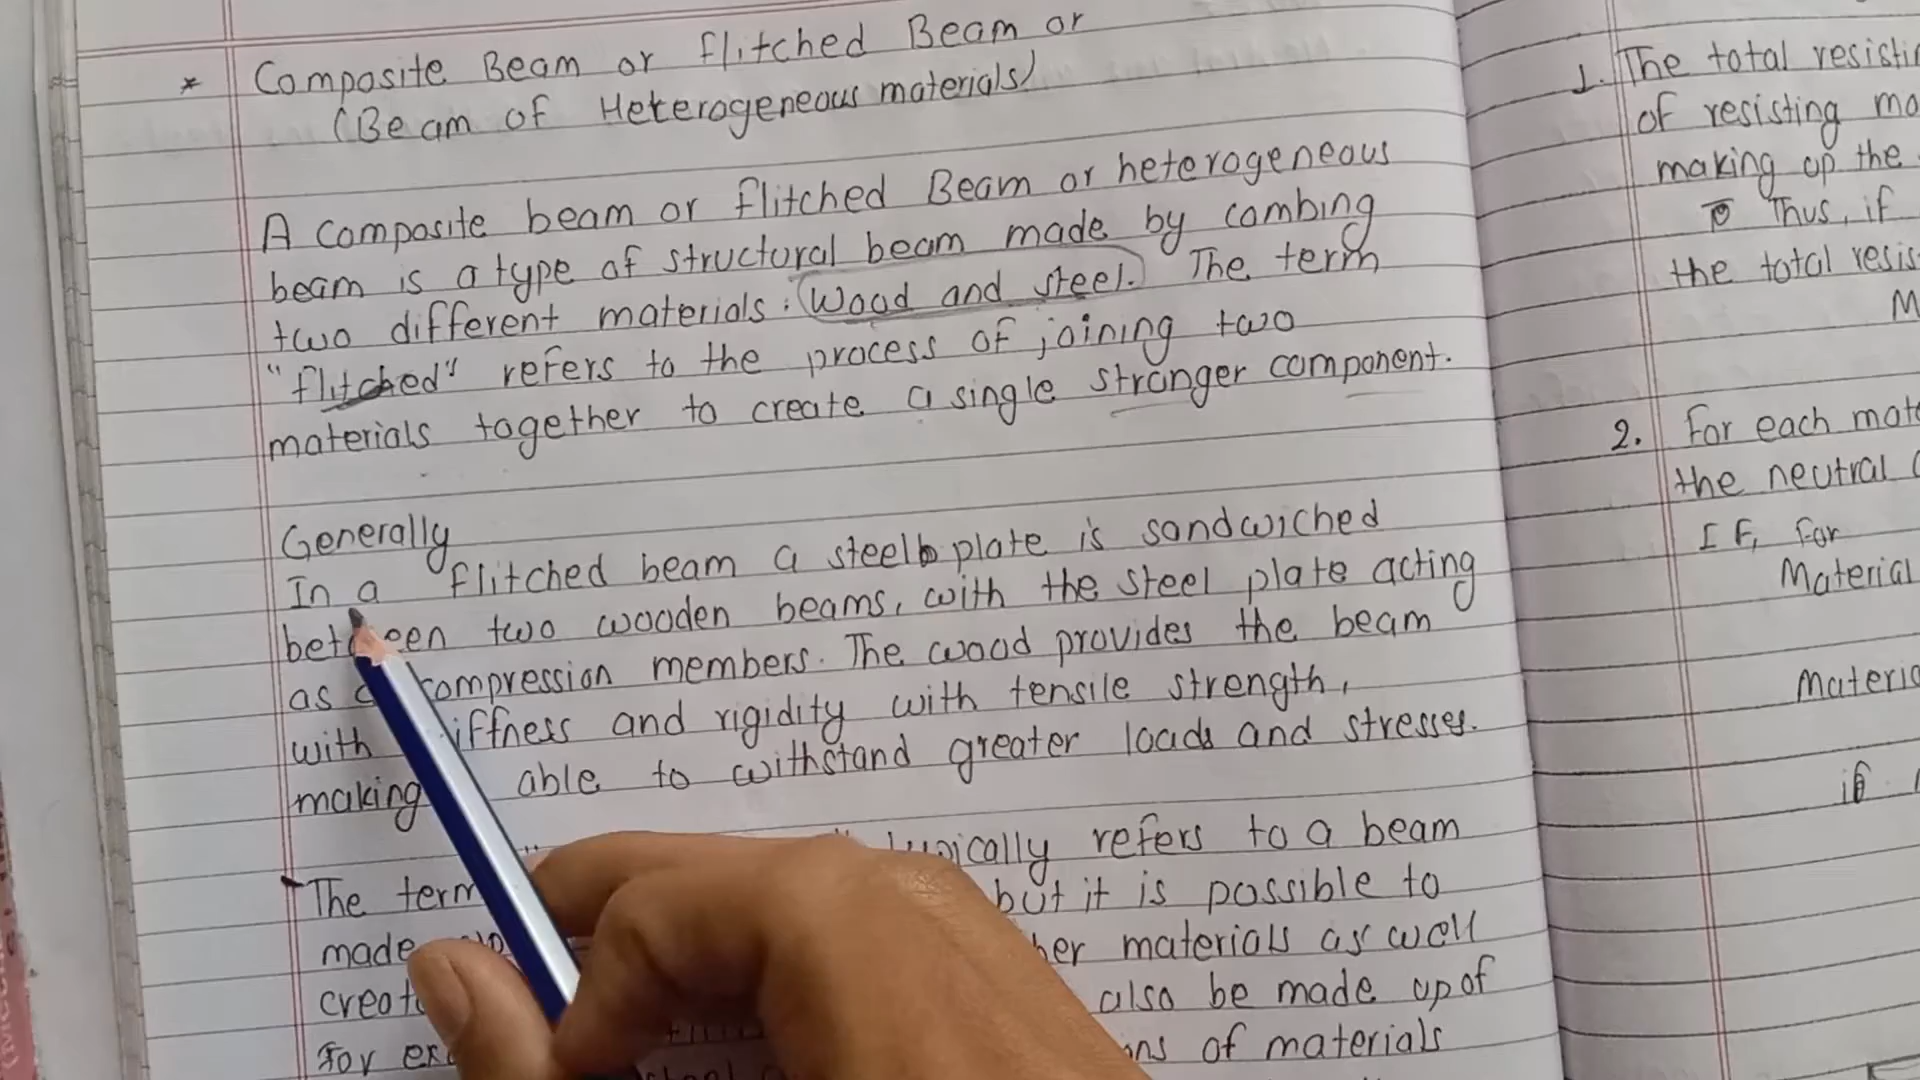 * Composite Beam or flitched Beam or
(Beam of Heterogeneous materials)
A composite beam or flitched Beam or heterogeneous
beam is a type of structural beam made by combing
two different materials: Wood and steel. The term
"flitched" refers to the process of joining two
materials together to create a single stronger component.
Generally
In a flitched beam a steel plate is sandwiched
between two wooden beams, with the steel plate acting
as compression members. The wood provides the beam
with and rigidity with tensile strength,
making able to withstand greater loads and stresses.
The term refers to a beam
made but it is possible to
materials as well
also be made up of
for of materials
1. The total
of resisting
making up the
Thus, if
the total
M
2. For each
the neutral
If, for
Material
if